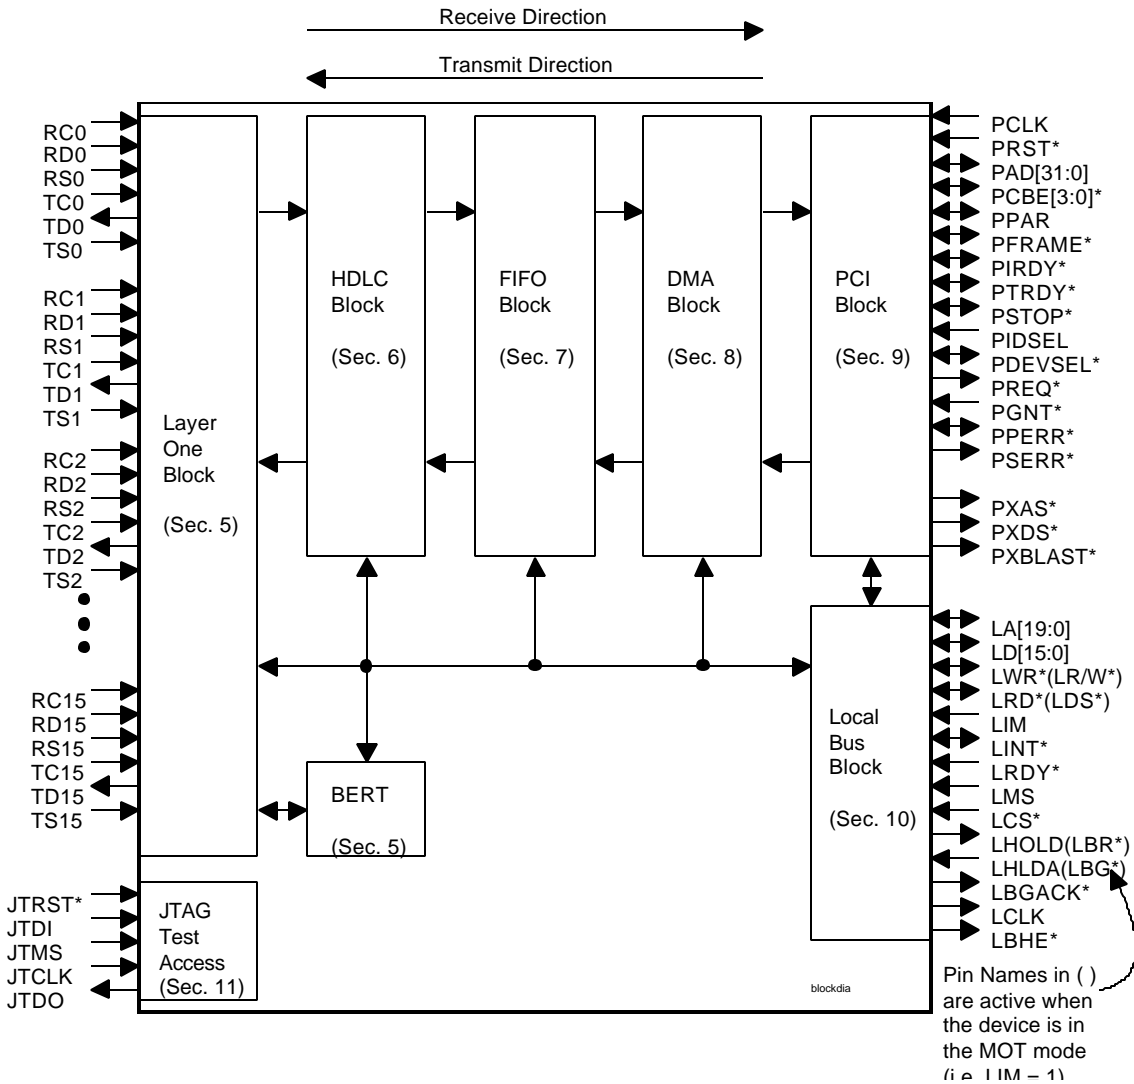 Receive Direction
Transmit Direction
RC0
RD0
RS0
TC0
TD0
TS0
RC1
RD1
RS1
TC1
TD1
TS1
RC2
RD2
RS2
TC2
TD2
TS2
RC15
RD15
RS15
TC15
TD15
TS15
JTRST*
JTDI
JTMS
JTCLK
JTDO
Layer
One
Block
(Sec. 5)
HDLC
Block
(Sec. 6)
FIFO
Block
(Sec. 7)
DMA
Block
(Sec. 8)
PCI
Block
(Sec. 9)
BERT
(Sec. 5)
JTAG
Test
Access
(Sec. 11)
Local
Bus
Block
(Sec. 10)
blockdia
PCLK
PRST*
PAD[31:0]
PCBE[3:0]*
PPAR
PFRAME*
PIRDY*
PTRDY*
PSTOP*
PIDSEL
PDEVSEL*
PREQ*
PGNT*
PPERR*
PSERR*
PXAS*
PXDS*
PXBLAST*
LA[19:0]
LD[15:0]
LWR*(LR/W*)
LRD*(LDS*)
LIM
LINT*
LRDY*
LMS
LCS*
LHOLD(LBR*)
LHLDA(LBG*)
LBGACK*
LCLK
LBHE*
Pin Names in ( )
are active when
the device is in
the MOT mode
(i.e. LIM = 1)